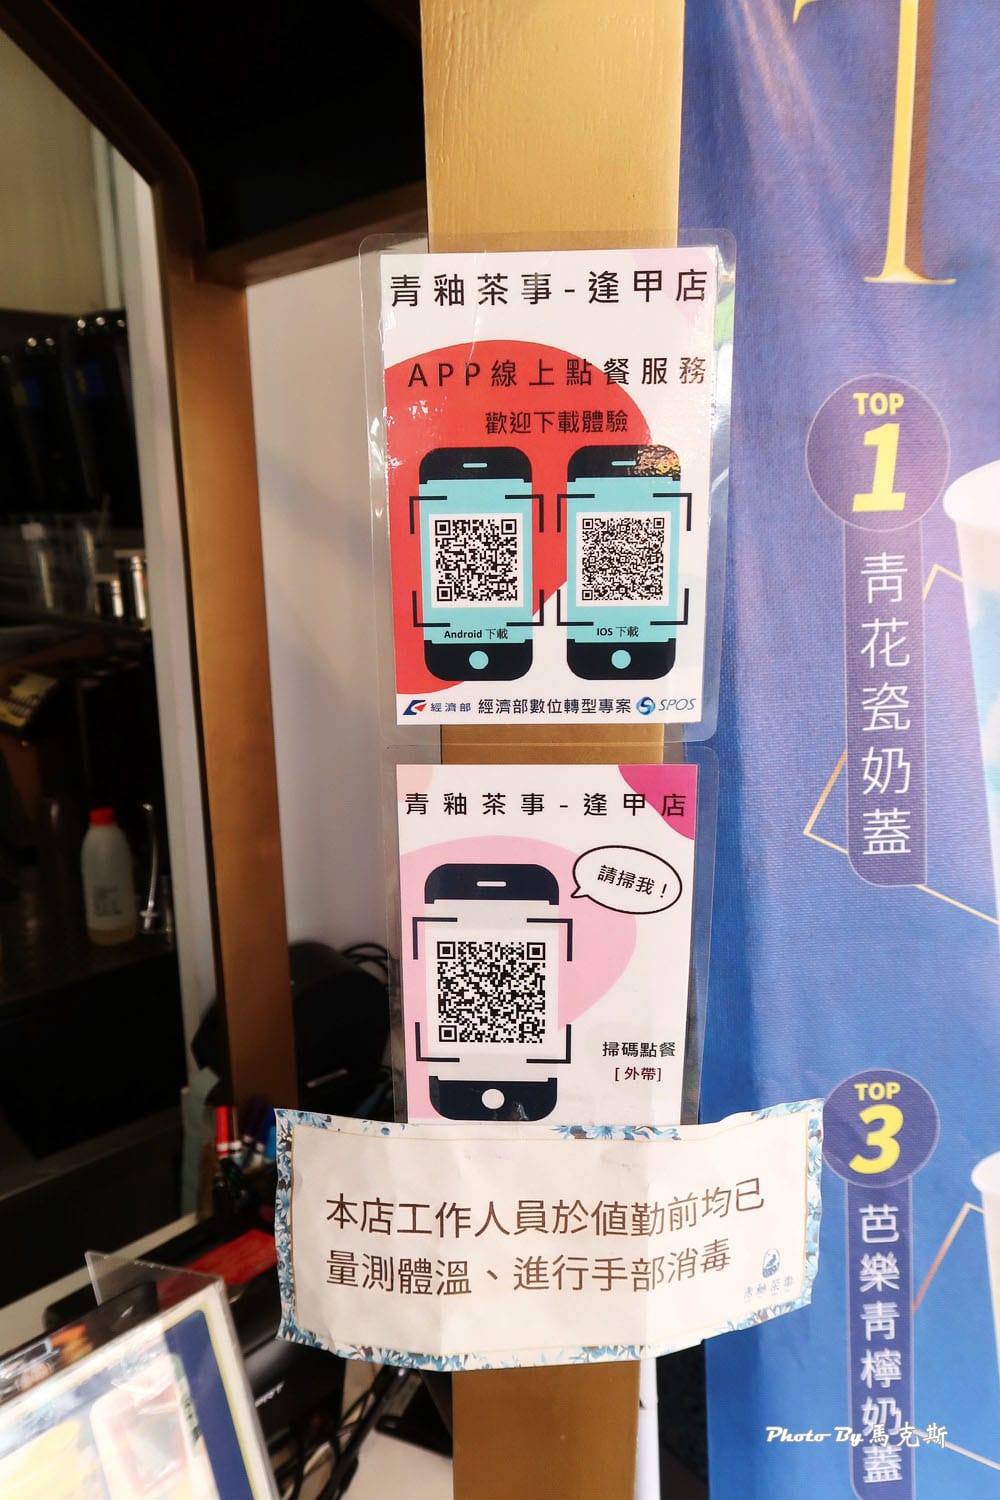 青釉茶事-逢甲店
APP線上點餐服務
歡迎下載體驗
Android 下載
IOS 下載
經濟部 經濟部數位轉型專案 SPOS
青釉茶事-逢甲店
請掃我！
掃碼點餐
[外帶]
本店工作人員於值勤前均已
量測體溫、進行手部消毒
青釉茶事
T
TOP
1
青花瓷奶蓋
TOP
3
芭樂青檸奶蓋
Photo By 馬克斯